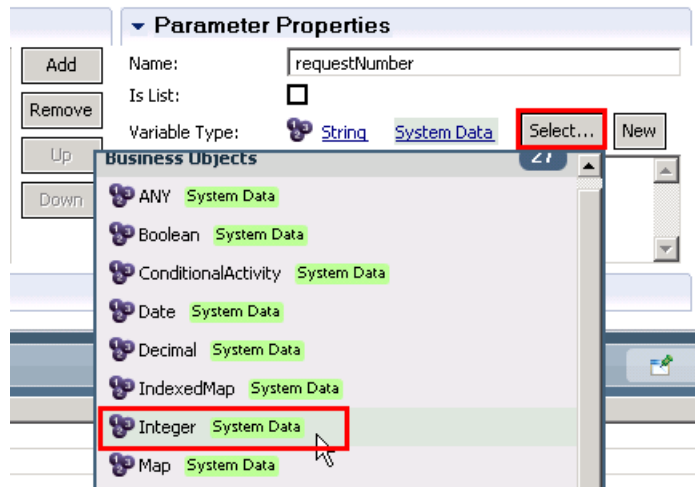 Parameter Properties
Add
Name:
requestNumber
Remove
Is List:
Variable Type:
String
System Data
Select...
New
Up
Down
Business Objects
27
ANY System Data
Boolean System Data
ConditionalActivity System Data
Date System Data
Decimal System Data
IndexedMap System Data
Integer System Data
Map System Data